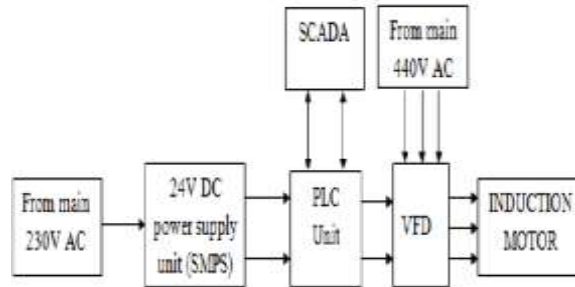 SCADA
From main
440V AC
From main
230V AC
24V DC
power supply
unit (SMPS)
PLC
Unit
VFD
INDUCTION
MOTOR